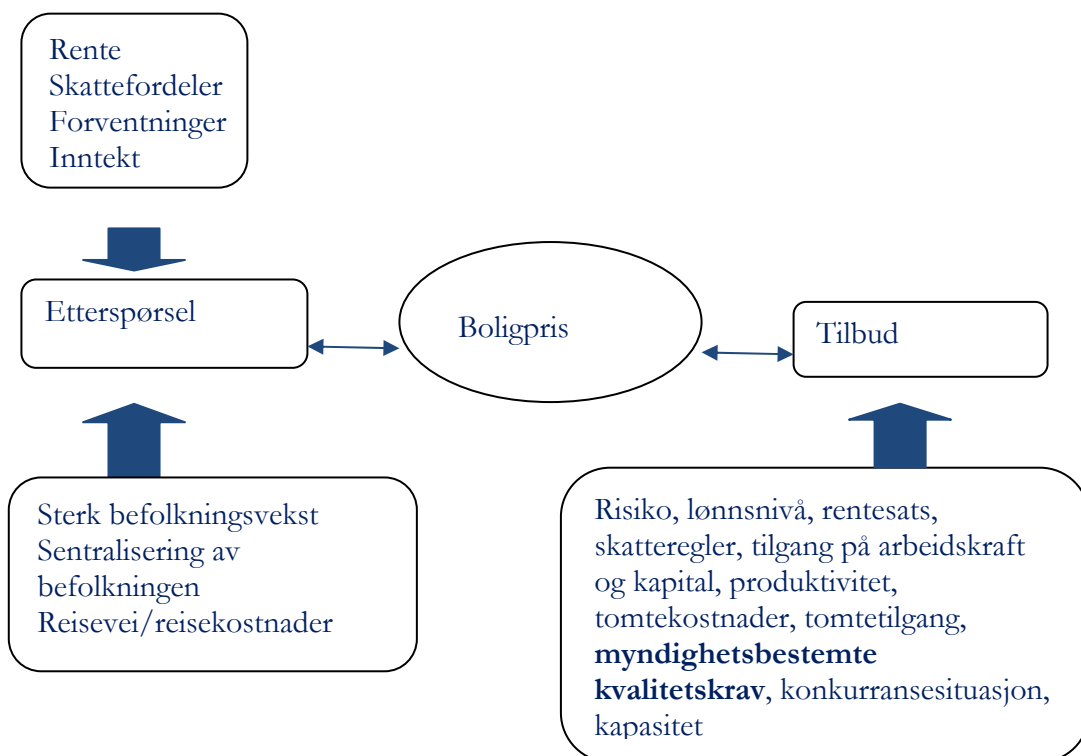 Rente
Skattefordeler
Forventninger
Inntekt
Etterspørsel
Boligpris
Tilbud
Sterk befolkningsvekst
Sentralisering av
befolkningen
Reisevei/reisekostnader
Risiko, lønnsnivå, rentesats,
skatteregler, tilgang på arbeidskraft
og kapital, produktivitet,
tomtekostnader, tomtetilgang,
myndighetsbestemte
kvalitetskrav, konkurransesituasjon,
kapasitet